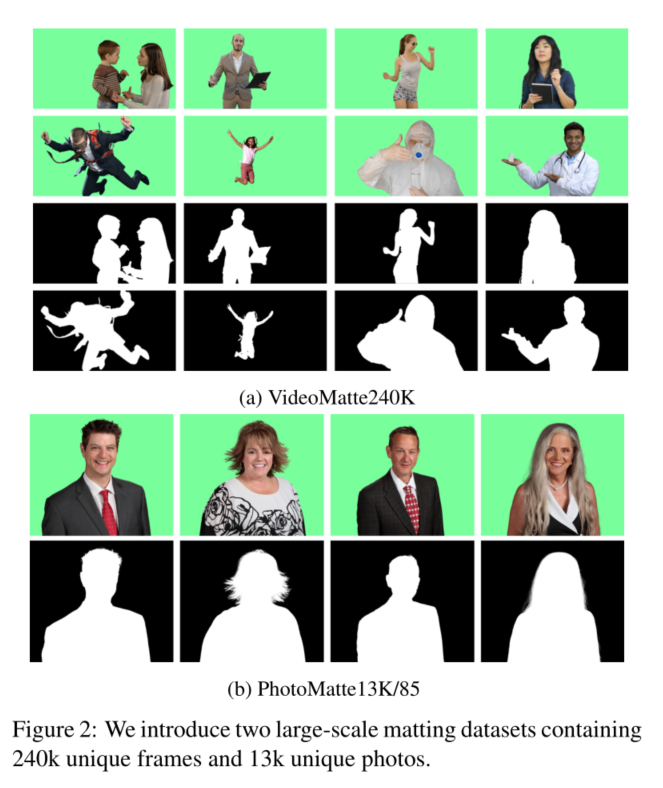 (a) VideoMatte240K
(b) PhotoMatte13K/85
Figure 2: We introduce two large-scale matting datasets containing
240k unique frames and 13k unique photos.